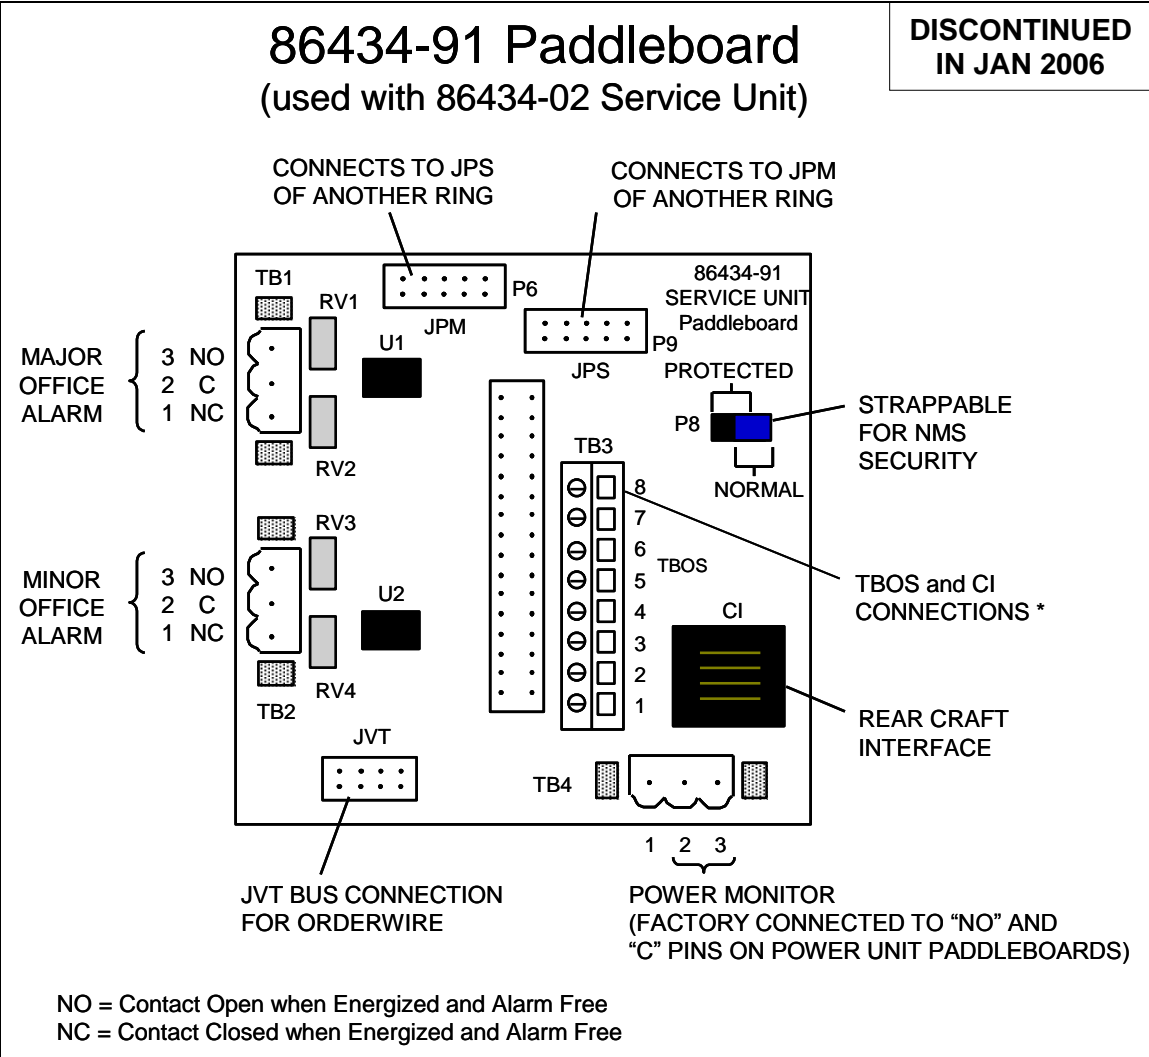 86434-91 Paddleboard
(used with 86434-02 Service Unit)
DISCONTINUED
IN JAN 2006
CONNECTS TO JPS
OF ANOTHER RING
CONNECTS TO JPM
OF ANOTHER RING
TB1
RV1
P6
JPM
U1
86434-91
SERVICE UNIT
Paddleboard
P9
JPS
MAJOR
OFFICE
ALARM
3 NO
2 C
1 NC
RV2
PROTECTED
P8
NORMAL
STRAPPABLE
FOR NMS
SECURITY
TB3
8
7
6
5
4
3
2
1
TBOS
TBOS and CI
CONNECTIONS *
RV3
MINOR
OFFICE
ALARM
3 NO
2 C
1 NC
U2
RV4
TB2
CI
REAR CRAFT
INTERFACE
JVT
TB4
1 2 3
JVT BUS CONNECTION
FOR ORDERWIRE
POWER MONITOR
(FACTORY CONNECTED TO “NO” AND
“C” PINS ON POWER UNIT PADDLEBOARDS)
NO = Contact Open when Energized and Alarm Free
NC = Contact Closed when Energized and Alarm Free